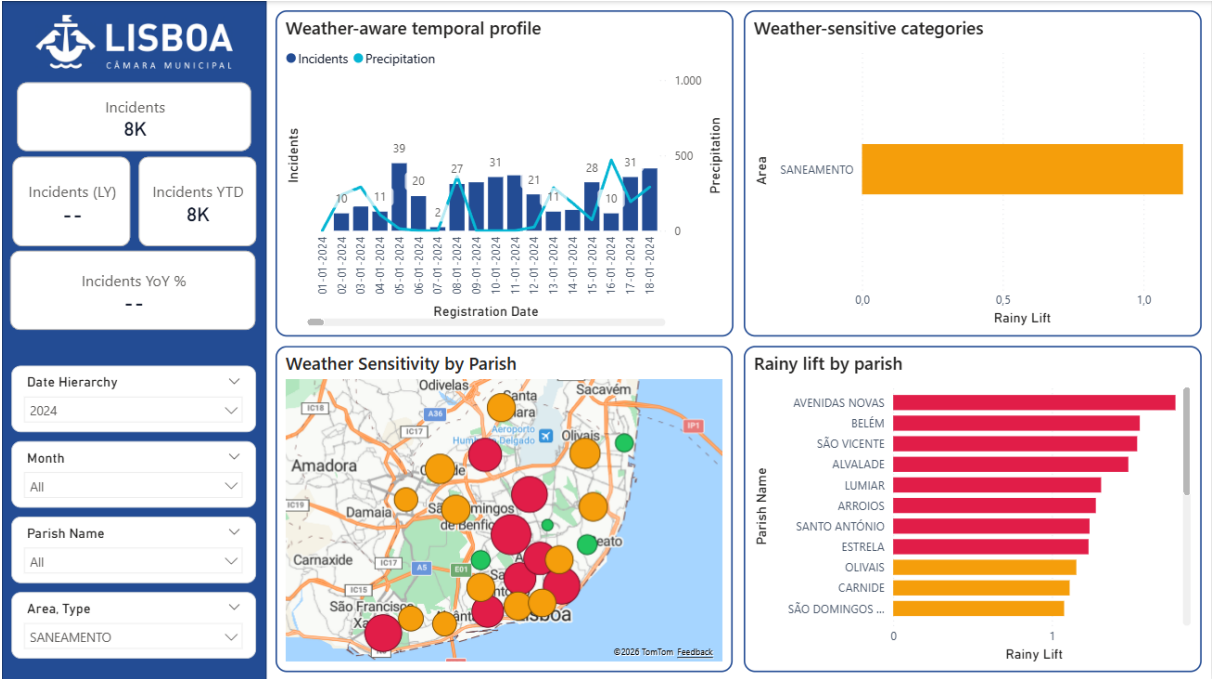 LISBOA
CÂMARA MUNICIPAL
Incidents
8K
Incidents (LY)
--
Incidents YTD
8K
Incidents YoY %
--
Date Hierarchy
2024
Month
All
Parish Name
All
Area, Type
SANEAMENTO
Weather-aware temporal profile
Incidents
Precipitation
Incidents
1.000
500
0
Precipitation
10
11
39
20
2
27
31
21
11
28
10
31
01-01-2024
02-01-2024
03-01-2024
04-01-2024
05-01-2024
06-01-2024
07-01-2024
08-01-2024
09-01-2024
10-01-2024
11-01-2024
12-01-2024
13-01-2024
14-01-2024
15-01-2024
16-01-2024
17-01-2024
18-01-2024
Registration Date
Weather-sensitive categories
Area
SANEAMENTO
0,0
0,5
1,0
Rainy Lift
Weather Sensitivity by Parish
Odivelas
Sacavém
Santa
IC18
A36
IC17
IP1
Aeroporto
Olivais
Amadora
IC19
Damaia
de Benfic
Carnaxide
IC17
A5
E01
IC15
São Francisco
©2026 TomTom Feedback
Rainy lift by parish
Parish Name
AVENIDAS NOVAS
BELÉM
SÃO VICENTE
ALVALADE
LUMIAR
ARROIOS
SANTO ANTÓNIO
ESTRELA
OLIVAIS
CARNIDE
SÃO DOMINGOS ...
0
1
Rainy Lift